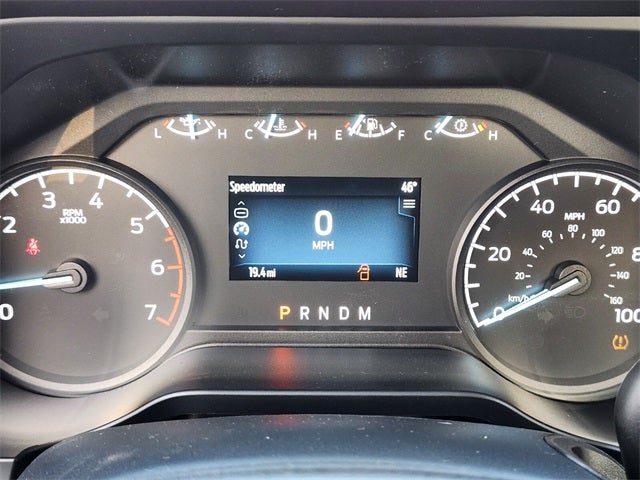 L H C H E F C H
Speedometer 46°
0
MPH
19.4 mi NE
P R N D M
0 2 3 4 5 6 7
RPM
x1000
0 20 40 60 100
MPH
20 40 60 80 100 120 140 160
km/h